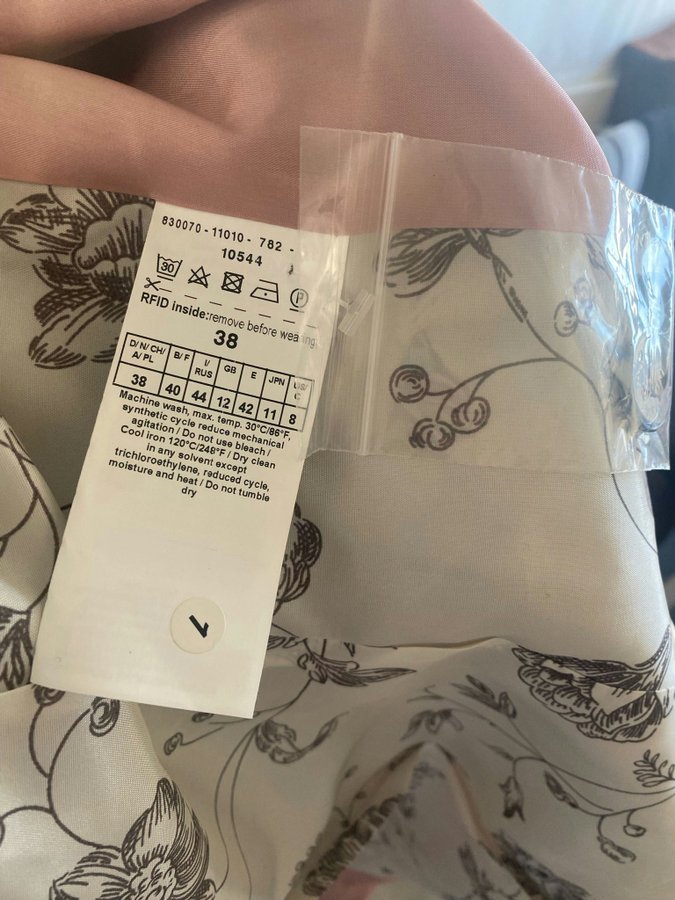 830070 - 11010 - 782 -
10544
30
P
RFID inside: remove before wearing.
38
D/ N/ CH/ A/ PL B/ F I/ RUS GB E JPN US/ C
38 40 44 12 42 11 8
Machine wash, max. temp. 30°C/86°F,
synthetic cycle reduce mechanical
agitation / Do not use bleach /
Cool iron 120°C/248°F / Dry clean
in any solvent except
trichloroethylene, reduced cycle,
moisture and heat / Do not tumble
dry
1